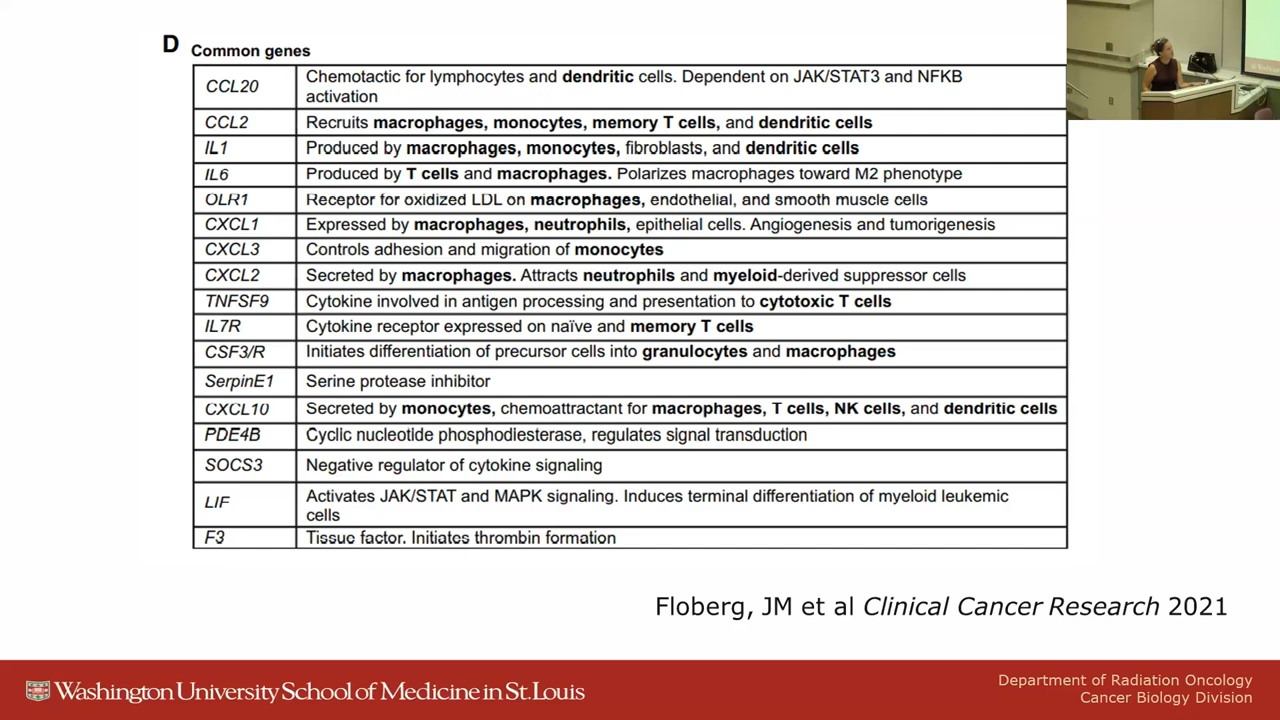 D Common genes
CCL20 Chemotactic for lymphocytes and dendritic cells. Dependent on JAK/STAT3 and NFKB
activation
CCL2 Recruits macrophages, monocytes, memory T cells, and dendritic cells
IL1 Produced by macrophages, monocytes, fibroblasts, and dendritic cells
IL6 Produced by T cells and macrophages. Polarizes macrophages toward M2 phenotype
OLR1 Receptor for oxidized LDL on macrophages, endothelial, and smooth muscle cells
CXCL1 Expressed by macrophages, neutrophils, epithelial cells. Angiogenesis and tumorigenesis
CXCL3 Controls adhesion and migration of monocytes
CXCL2 Secreted by macrophages. Attracts neutrophils and myeloid-derived suppressor cells
TNFSF9 Cytokine involved in antigen processing and presentation to cytotoxic T cells
IL7R Cytokine receptor expressed on naïve and memory T cells
CSF3/R Initiates differentiation of precursor cells into granulocytes and macrophages
SerpinE1 Serine protease inhibitor
CXCL10 Secreted by monocytes, chemoattractant for macrophages, T cells, NK cells, and dendritic cells
PDE4B Cyclic nucleotide phosphodiesterase, regulates signal transduction
SOCS3 Negative regulator of cytokine signaling
LIF Activates JAK/STAT and MAPK signaling. Induces terminal differentiation of myeloid leukemic
cells
F3 Tissue factor. Initiates thrombin formation
Floberg, JM et al Clinical Cancer Research 2021
Washington University School of Medicine in St. Louis
Department of Radiation Oncology
Cancer Biology Division